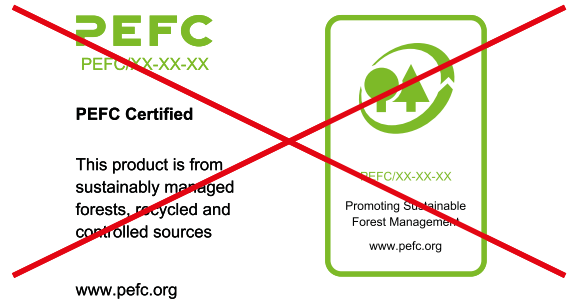 PEFC
PEFC/XX-XX-XX
PEFC Certified
This product is from
sustainably managed
forests, recycled and
controlled sources
www.pefc.org
PEFC/XX-XX-XX
Promoting Sustainable
Forest Management
www.pefc.org